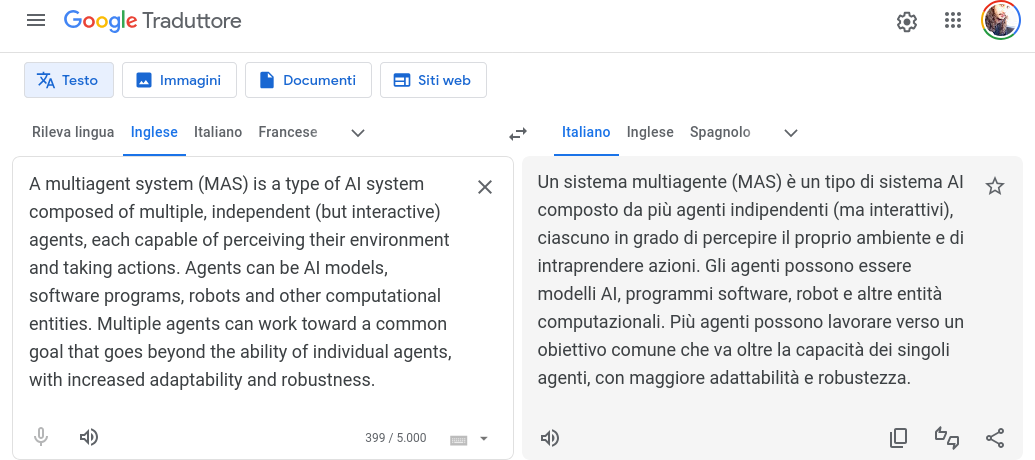 Google Traduttore
Testo
Immagini
Documenti
Siti web
Rileva lingua
Inglese
Italiano
Francese
Italiano
Inglese
Spagnolo
A multiagent system (MAS) is a type of AI system
composed of multiple, independent (but interactive)
agents, each capable of perceiving their environment
and taking actions. Agents can be AI models,
software programs, robots and other computational
entities. Multiple agents can work toward a common
goal that goes beyond the ability of individual agents,
with increased adaptability and robustness.
399 / 5.000
Un sistema multiagente (MAS) è un tipo di sistema AI
composto da più agenti indipendenti (ma interattivi),
ciascuno in grado di percepire il proprio ambiente e di
intraprendere azioni. Gli agenti possono essere
modelli AI, programmi software, robot e altre entità
computazionali. Più agenti possono lavorare verso un
obiettivo comune che va oltre la capacità dei singoli
agenti, con maggiore adattabilità e robustezza.